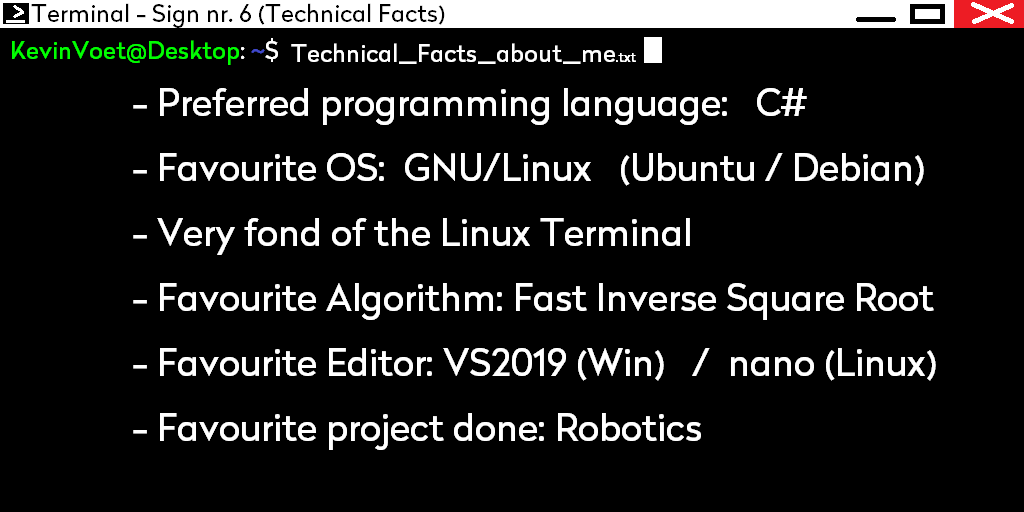 Terminal - Sign nr. 6 (Technical Facts)
KevinVoet@Desktop: ~$ Technical_Facts_about_me.txt
- Preferred programming language: C#
- Favourite OS: GNU/Linux (Ubuntu / Debian)
- Very fond of the Linux Terminal
- Favourite Algorithm: Fast Inverse Square Root
- Favourite Editor: VS2019 (Win) / nano (Linux)
- Favourite project done: Robotics